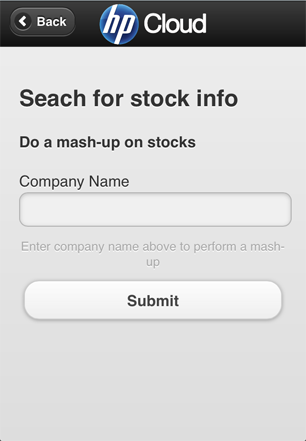 Back
hp Cloud
Seach for stock info
Do a mash-up on stocks
Company Name
Enter company name above to perform a mash-
up
Submit